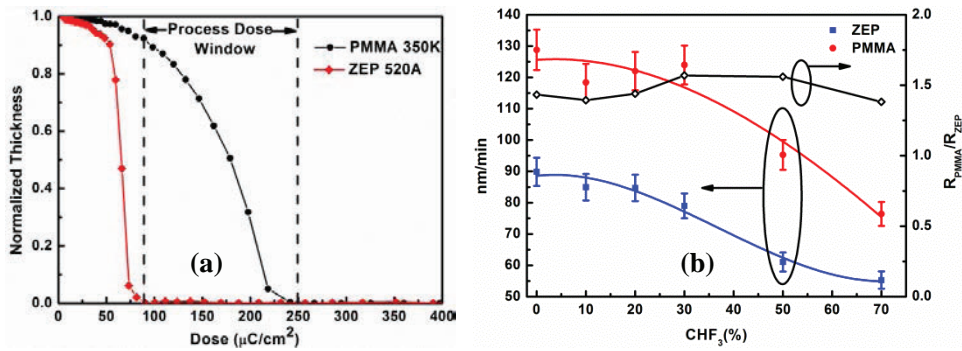 Normalized Thickness
1.0
0.8
0.6
0.4
0.2
0.0
Process Dose
Window
PMMA 350K
ZEP 520A
(a)
0 50 100 150 200 250 300 350 400
Dose (μC/cm²)
nm/min
140
130
120
110
100
90
80
70
60
50
ZEP
PMMA
(b)
0 10 20 30 40 50 60 70
CHF₃(%)
2.0
1.5
1.0
0.5
0.0
R_PMMA/R_ZEP